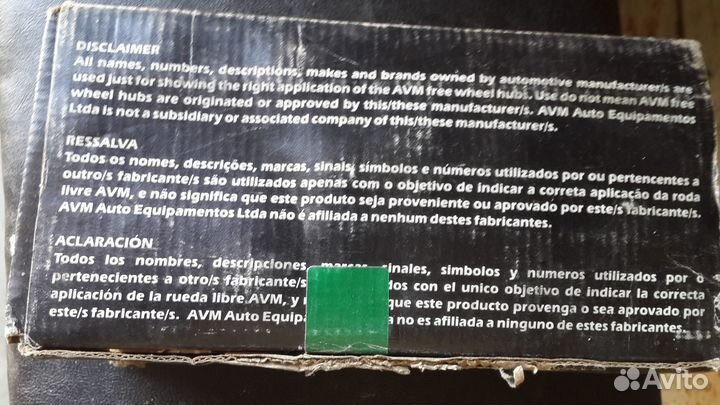 DISCLAIMER
All names, numbers, descriptions, makes and brands owned by automotive manufacturer/s are
used just for showing the right application of the AVM free wheel hubs. Use do not mean AVM free
wheel hubs are originated or approved by this/these manufacturer/s. AVM Auto Equipamentos
Ltda is not a subsidiary or associated company of this/these manufacturer/s.
RESSALVA
Todos os nomes, descrições, marcas, sinais, símbolos e números utilizados por ou pertencentes a
outro/s fabricante/s são utilizados apenas com o objetivo de indicar a correta aplicação da roda
livre AVM, e não significa que este produto seja proveniente ou aprovado por este/s fabricante/s.
AVM Auto Equipamentos Ltda não é afiliada a nenhum destes fabricantes.
ACLARACIÓN
Todos los nombres, descripciones, marcas, sinales, símbolos y numeros utilizados por o
pertenecientes a otro/s fabricante/s con el unico objetivo de indicar la correcta
aplicación de la rueda libre AVM, y que este producto provenga o sea aprovado por
este/s fabricante/s. AVM Auto a no es afiliada a ninguno de estes fabricantes.
Avito